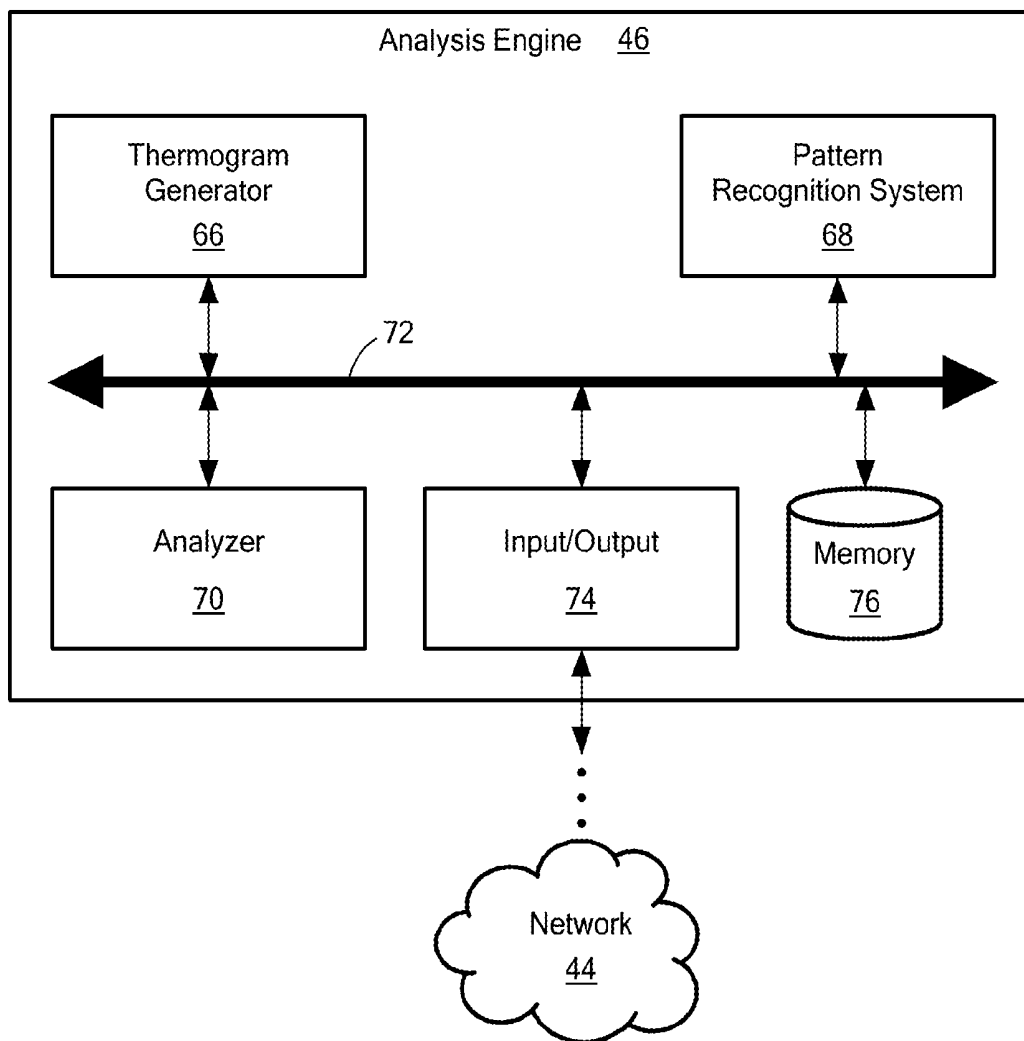 Analysis Engine 46
Thermogram
Generator
66
Pattern
Recognition System
68
72
Analyzer
70
Input/Output
74
Memory
76
Network
44